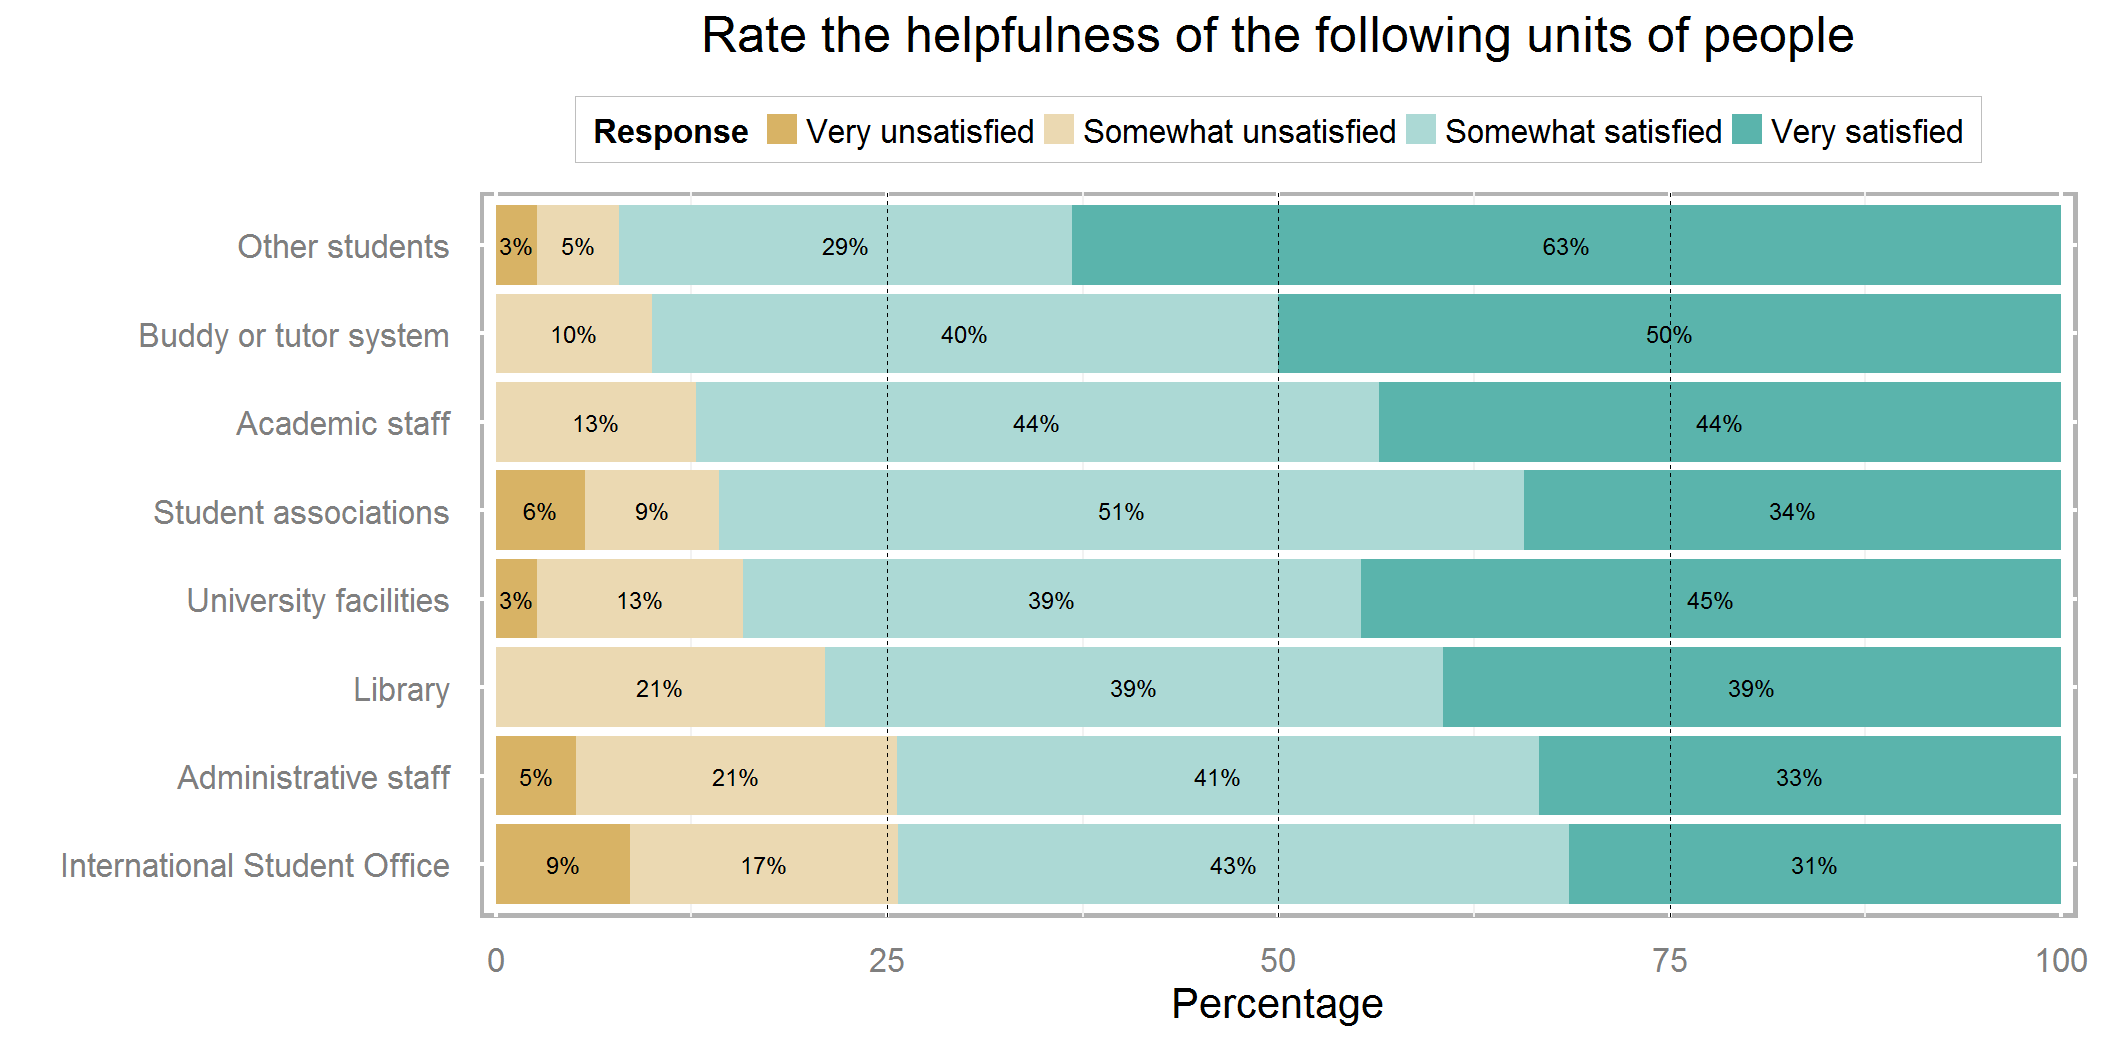 Rate the helpfulness of the following units of people
Response Very unsatisfied Somewhat unsatisfied Somewhat satisfied Very satisfied
Other students 3% 5% 29% 63%
Buddy or tutor system 10% 40% 50%
Academic staff 13% 44% 44%
Student associations 6% 9% 51% 34%
University facilities 3% 13% 39% 45%
Library 21% 39% 39%
Administrative staff 5% 21% 41% 33%
International Student Office 9% 17% 43% 31%
0 25 50 75 100
Percentage